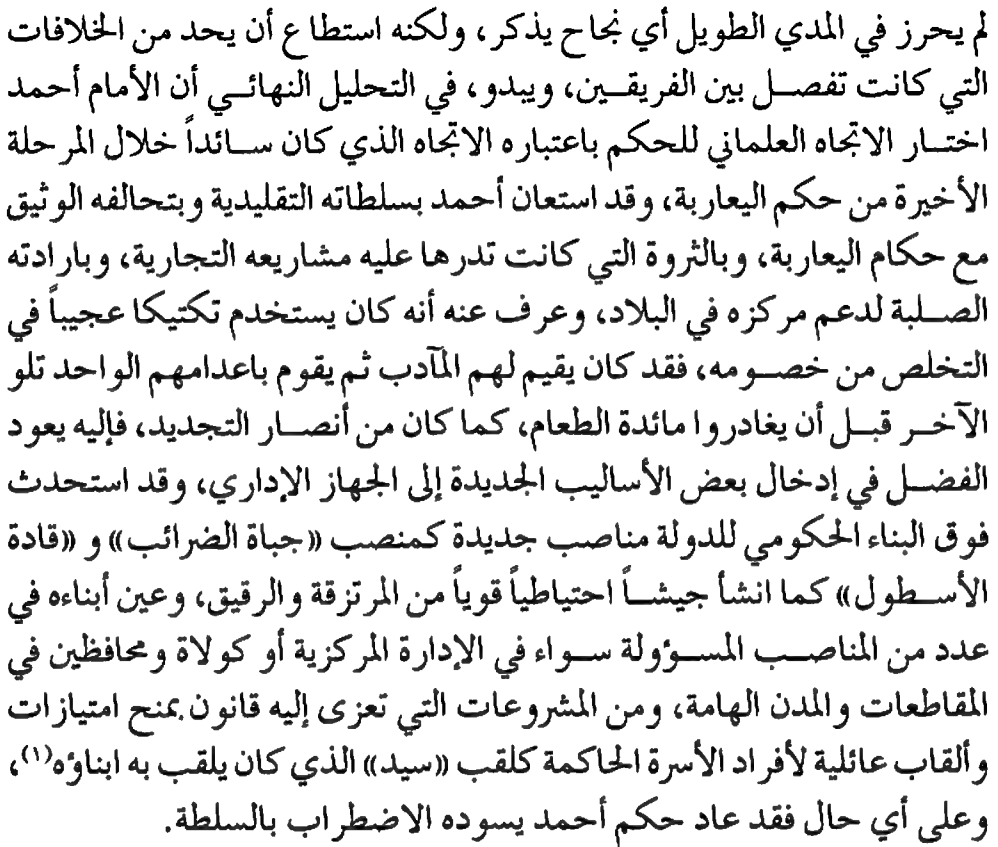 لم يحرز في المدي الطويل أي نجاح يذكر، ولكنه استطاع أن يحد من الخلافات
التي كانت تفصل بين الفريقين، ويبدو، في التحليل النهائي أن الأمام أحمد
اختار الاتجاه العلماني للحكم باعتباره الاتجاه الذي كان سائداً خلال المرحلة
الأخيرة من حكم اليعاربة، وقد استعان أحمد بسلطاته التقليدية وبتحالفه الوثيق
مع حكام اليعاربة، وبالثروة التي كانت تدرها عليه مشاريعه التجارية، وبارادته
الصلبة لدعم مركزه في البلاد، وعرف عنه أنه كان يستخدم تكتيكا عجيباً في
التخلص من خصومه، فقد كان يقيم لهم المآدب ثم يقوم باعدامهم الواحد تلو
الآخر قبل أن يغادروا مائدة الطعام، كما كان من أنصار التجديد، فإليه يعود
الفضل في إدخال بعض الأساليب الجديدة إلى الجهاز الإداري، وقد استحدث
فوق البناء الحكومي للدولة مناصب جديدة كمنصب «جباة الضرائب» و «قادة
الأسطول» كما انشأ جيشاً احتياطياً قوياً من المرتزقة والرقيق، وعين أبناءه في
عدد من المناصب المسؤولة سواء في الإدارة المركزية أو كولاة ومحافظين في
المقاطعات والمدن الهامة، ومن المشروعات التي تعزى إليه قانون بمنح امتيازات
وألقاب عائلية لأفراد الأسرة الحاكمة كلقب «سيد» الذي كان يلقب به ابناؤه(١)،
وعلى أي حال فقد عاد حكم أحمد يسوده الاضطراب بالسلطة.